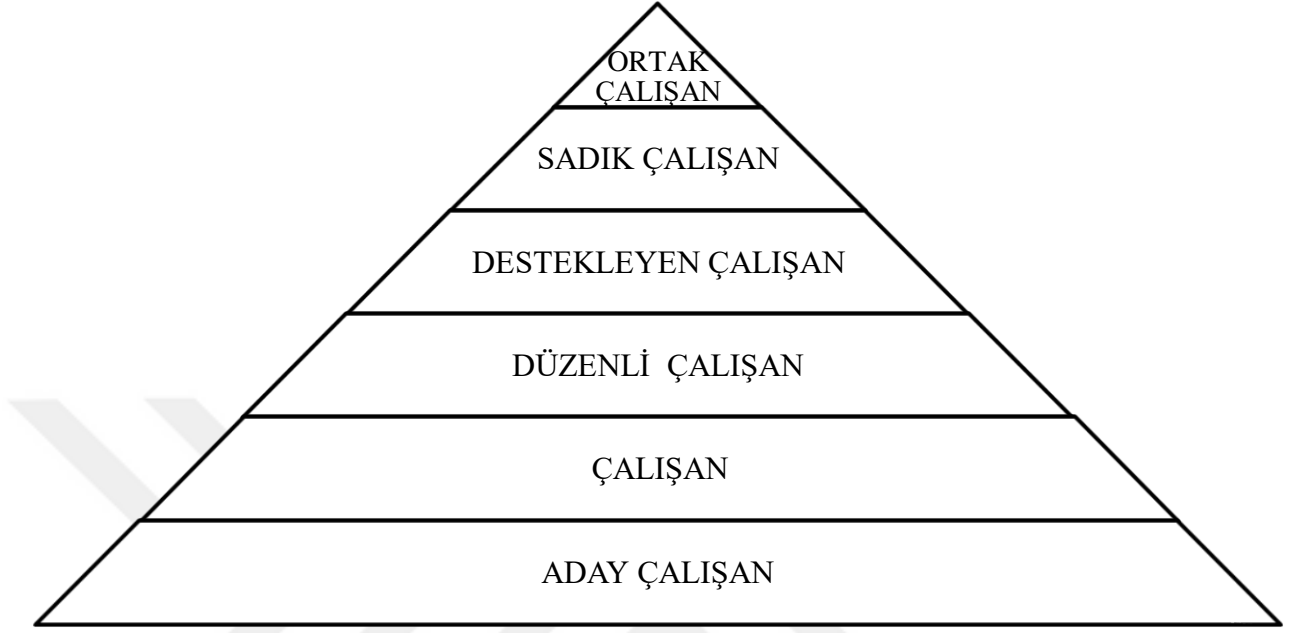 ORTAK
ÇALIŞAN
SADIK ÇALIŞAN
DESTEKLEYEN ÇALIŞAN
DÜZENLİ ÇALIŞAN
ÇALIŞAN
ADAY ÇALIŞAN